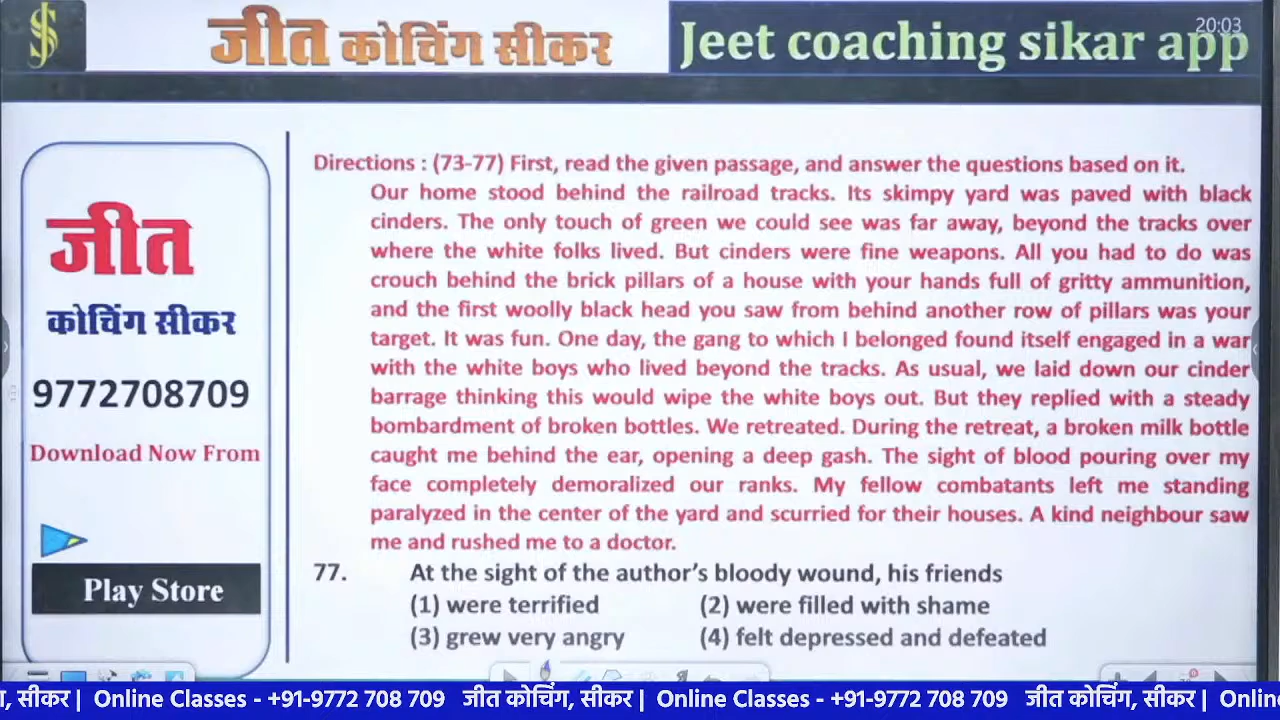 जीत कोचिंग सीकर
Jeet coaching sikar app
20:03
जीत
कोचिंग सीकर
9772708709
Download Now From
Play Store
Directions : (73-77) First, read the given passage, and answer the questions based on it.
Our home stood behind the railroad tracks. Its skimpy yard was paved with black
cinders. The only touch of green we could see was far away, beyond the tracks over
where the white folks lived. But cinders were fine weapons. All you had to do was
crouch behind the brick pillars of a house with your hands full of gritty ammunition,
and the first woolly black head you saw from behind another row of pillars was your
target. It was fun. One day, the gang to which I belonged found itself engaged in a war
with the white boys who lived beyond the tracks. As usual, we laid down our cinder
barrage thinking this would wipe the white boys out. But they replied with a steady
bombardment of broken bottles. We retreated. During the retreat, a broken milk bottle
caught me behind the ear, opening a deep gash. The sight of blood pouring over my
face completely demoralized our ranks. My fellow combatants left me standing
paralyzed in the center of the yard and scurried for their houses. A kind neighbour saw
me and rushed me to a doctor.
77. At the sight of the author's bloody wound, his friends
(1) were terrified (2) were filled with shame
(3) grew very angry (4) felt depressed and defeated
, सीकर | Online Classes - +91-9772 708 709 जीत कोचिंग, सीकर | Online Classes - +91-9772 708 709 जीत कोचिंग, सीकर | Onlin